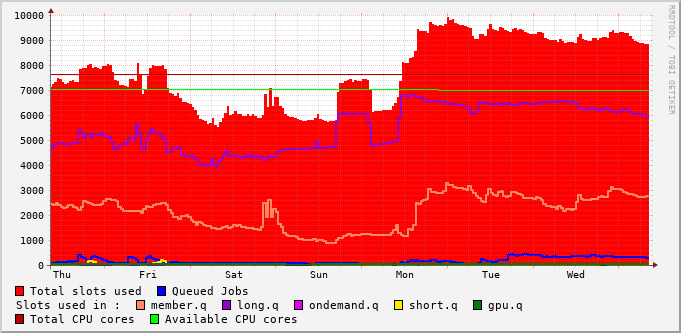 10000
9000
8000
7000
6000
5000
4000
3000
2000
1000
0
Thu Fri Sat Sun Mon Tue Wed
RRDTOOL / TOBI OETIKER
Total slots used Queued Jobs
Slots used in : member.q long.q ondemand.q short.q gpu.q
Total CPU cores Available CPU cores